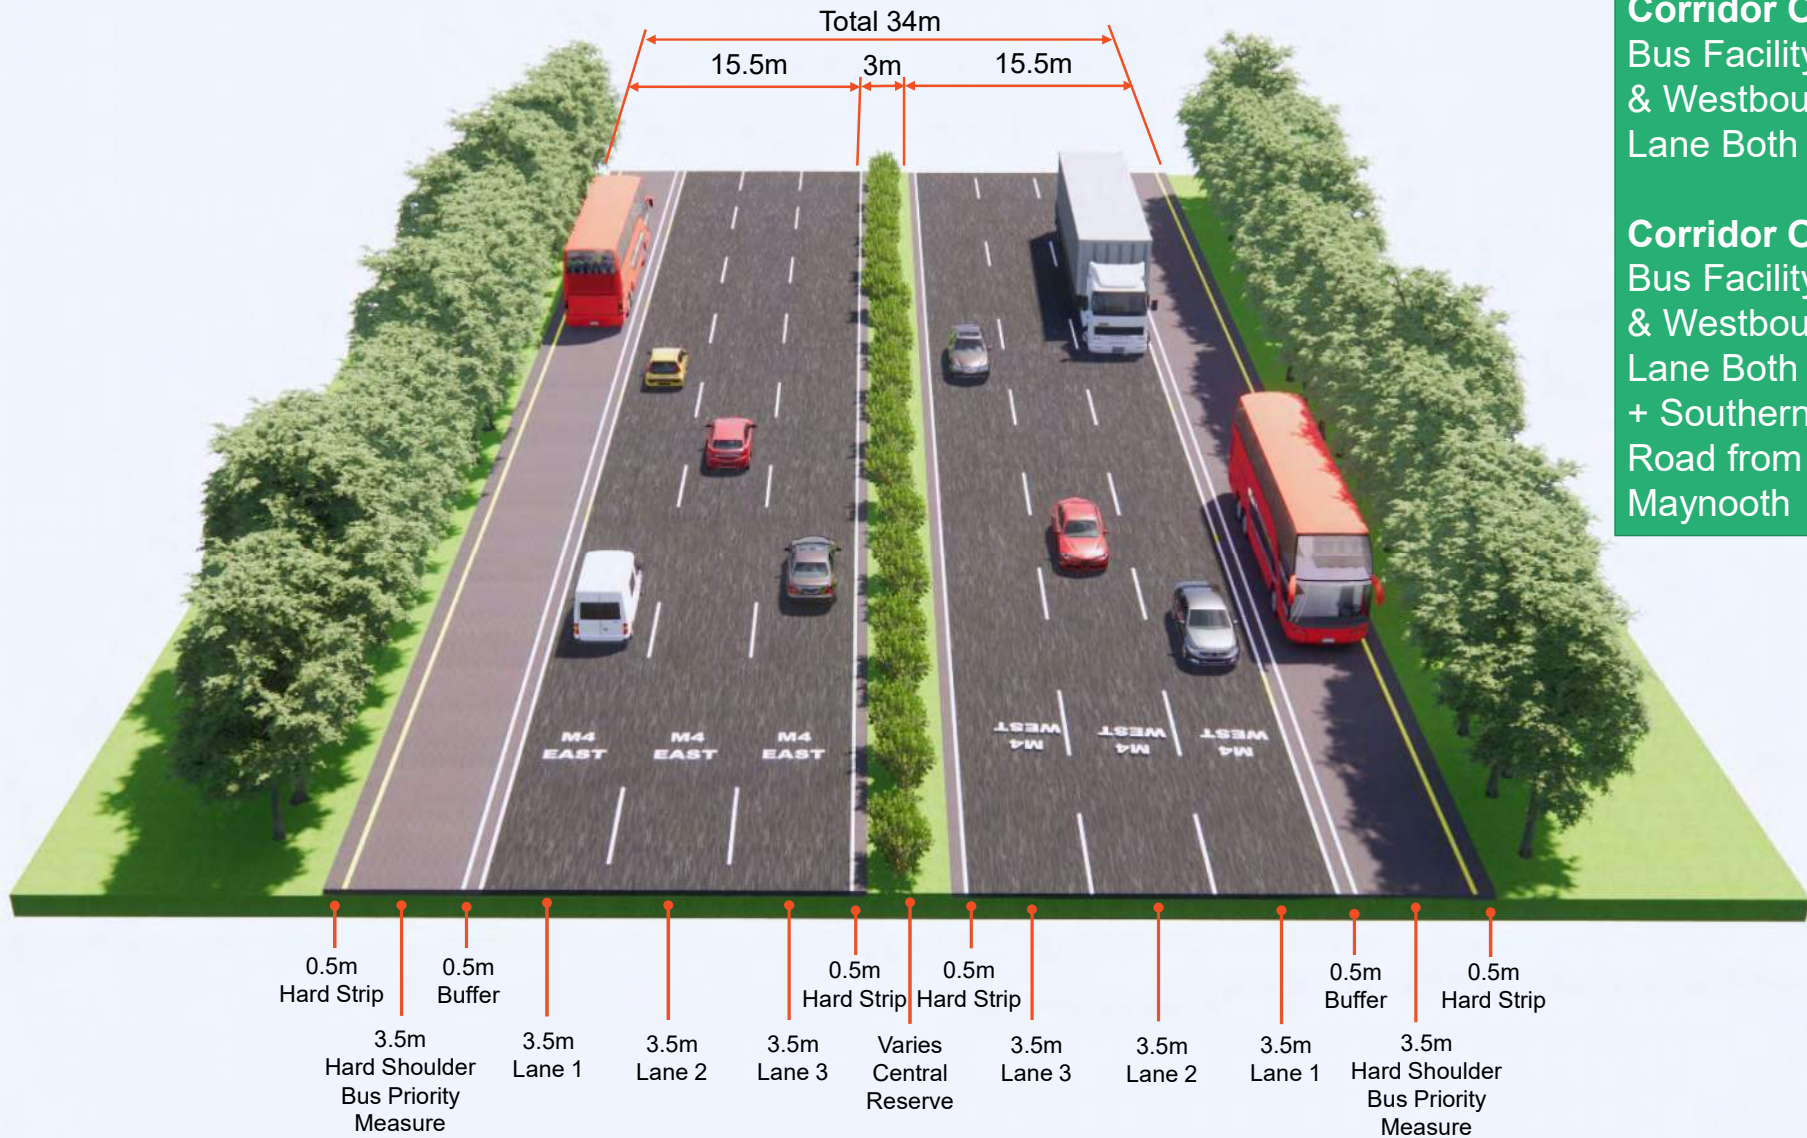 Total 34m
15.5m
3m
15.5m
Corridor
Bus Facility
& Westbou
Lane Both
Corridor
Bus Facility
& Westbou
Lane Both
+ Southern
Road from
Maynooth
M4
EAST
M4
EAST
M4
EAST
M4
WEST
M4
WEST
M4
WEST
0.5m
Hard Strip
3.5m
Hard Shoulder
Bus Priority
Measure
0.5m
Buffer
3.5m
Lane 1
3.5m
Lane 2
3.5m
Lane 3
0.5m
Hard Strip
Varies
Central
Reserve
0.5m
Hard Strip
3.5m
Lane 3
3.5m
Lane 2
3.5m
Lane 1
0.5m
Buffer
3.5m
Hard Shoulder
Bus Priority
Measure
0.5m
Hard Strip